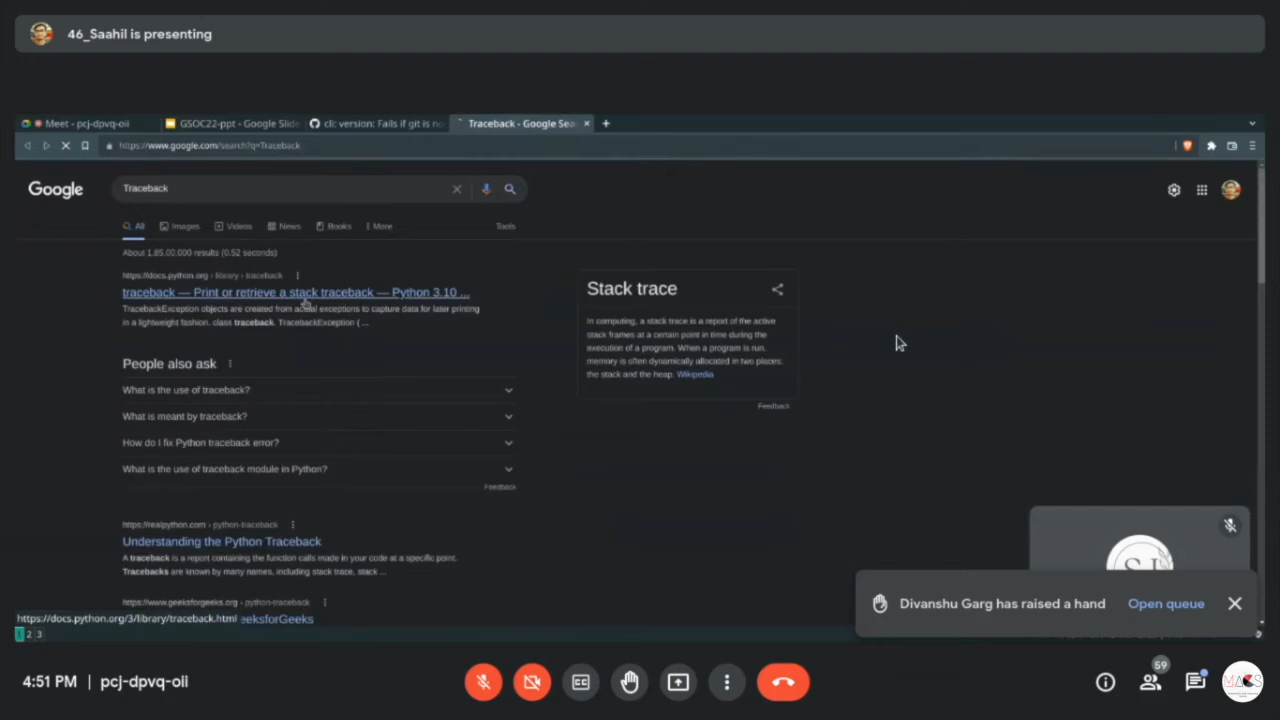 46_Saahil is presenting
Meet - pcj-dpvq-oii
GSOC22-ppt - Google Slide
cli: version: Fails if git is no
Traceback - Google Sea
https://www.google.com/search?q=Traceback
Google
Traceback
All Images Videos News Books More Tools
About 1,85,00,000 results (0.52 seconds)
https://docs.python.org › library › traceback
traceback — Print or retrieve a stack traceback — Python 3.10 ...
TracebackException objects are created from actual exceptions to capture data for later printing
in a lightweight fashion. class traceback. TracebackException ( ...
People also ask
What is the use of traceback?
What is meant by traceback?
How do I fix Python traceback error?
What is the use of traceback module in Python?
Feedback
https://realpython.com › python-traceback
Understanding the Python Traceback
A traceback is a report containing the function calls made in your code at a specific point.
Tracebacks are known by many names, including stack trace, stack ...
https://www.geeksforgeeks.org › python-traceback
eeksforGeeks
https://docs.python.org/3/library/traceback.html
1 2 3
Stack trace
In computing, a stack trace is a report of the active
stack frames at a certain point in time during the
execution of a program. When a program is run,
memory is often dynamically allocated in two places;
the stack and the heap. Wikipedia
Feedback
Divanshu Garg has raised a hand
Open queue
4:51 PM | pcj-dpvq-oii
CC
59
MACS